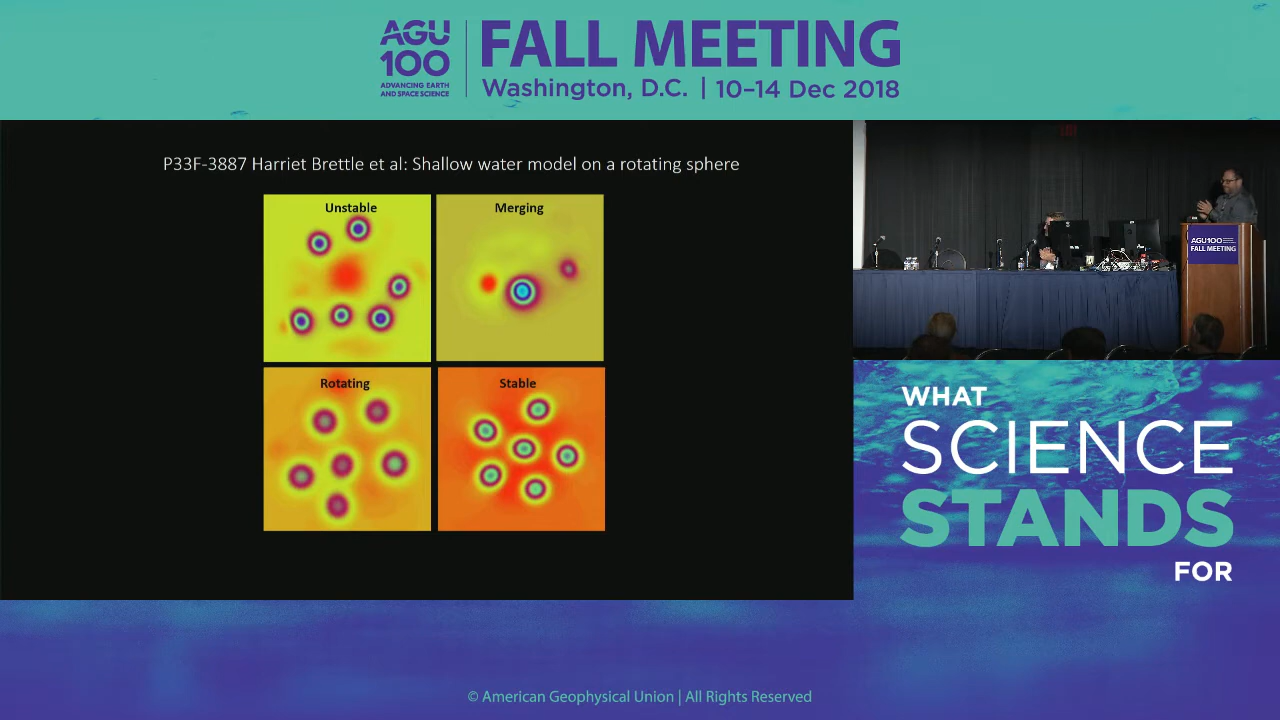 AGU
100
ADVANCING EARTH
AND SPACE SCIENCE
FALL MEETING
Washington, D.C. | 10–14 Dec 2018
P33F-3887 Harriet Brettle et al: Shallow water model on a rotating sphere
Unstable
Merging
Rotating
Stable
AGU100
FALL MEETING
WHAT
SCIENCE
STANDS
FOR
© American Geophysical Union | All Rights Reserved